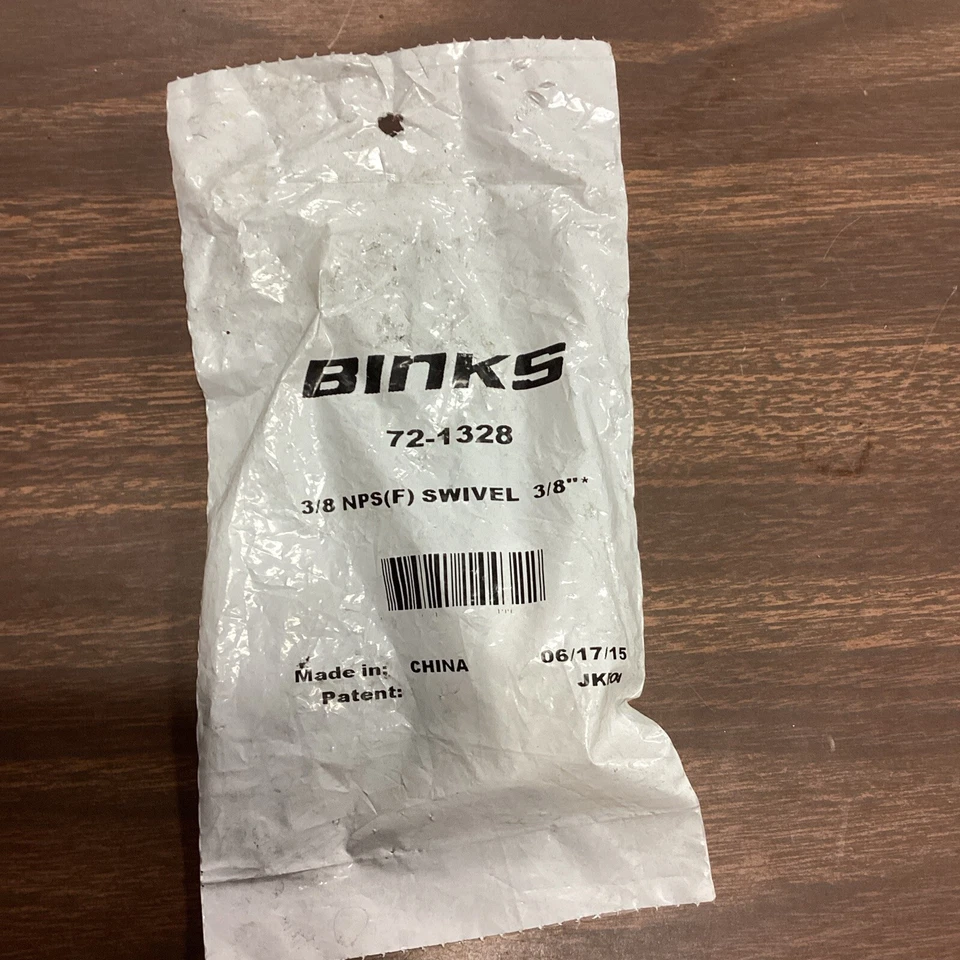 BINKS
72-1328
3/8 NPS(F) SWIVEL 3/8"*
Made in: CHINA 06/17/15
Patent: